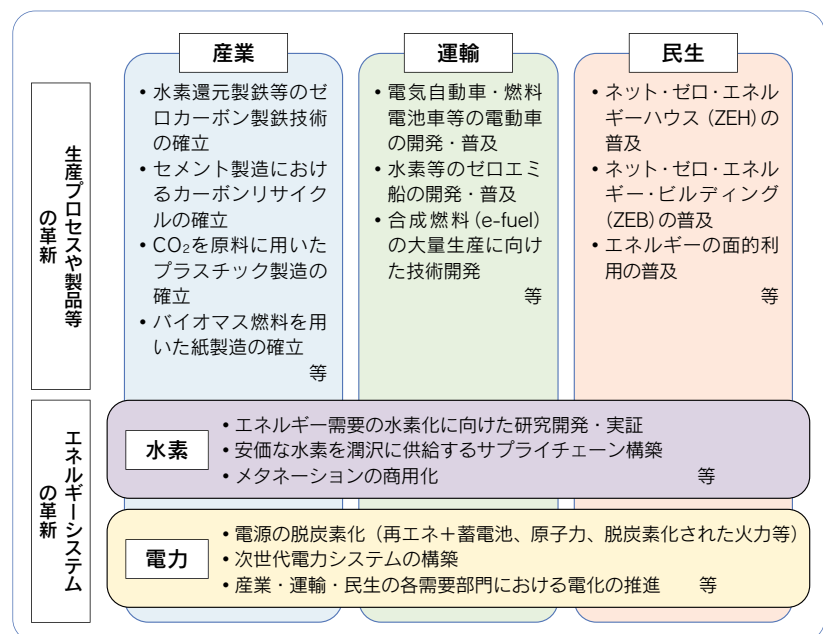 産業
運輸
民生
生産プロセスや製品等
の革新
• 水素還元製鉄等のゼ
ロカーボン製鉄技術
の確立
• セメント製造における
カーボンリサイク
ルの確立
• CO₂を原料に用いた
プラスチック製造の
確立
• バイオマス燃料を用
いた紙製造の確立
等
• 電気自動車・燃料
電池車等の電動車
の開発・普及
• 水素等のゼロエミ
船の開発・普及
• 合成燃料(e-fuel)
の大量生産に向け
た技術開発
等
• ネット・ゼロ・エネル
ギーハウス(ZEH)の
普及
• ネット・ゼロ・エネル
ギー・ビルディング
(ZEB)の普及
• エネルギーの面的利
用の普及
等
エネルギーシステム
の革新
水素
• エネルギー需要の水素化に向けた研究開発・実証
• 安価な水素を潤沢に供給するサプライチェーン構築
• メタネーションの商用化 等
電力
• 電源の脱炭素化(再エネ+蓄電池、原子力、脱炭素化された火力等)
• 次世代電力システムの構築
• 産業・運輸・民生の各需要部門における電化の推進 等